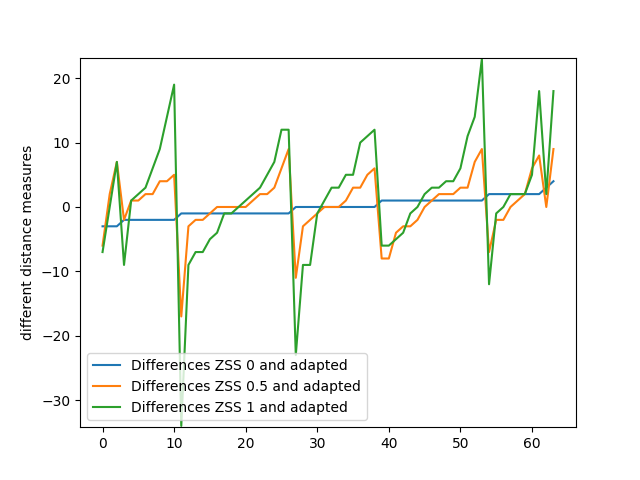 different distance measures
20
10
0
−10
−20
−30
Differences ZSS 0 and adapted
Differences ZSS 0.5 and adapted
Differences ZSS 1 and adapted
0 10 20 30 40 50 60